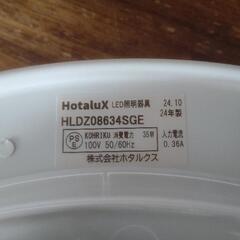 HotaluX LED照明器具 24.10
HLDZ08634SGE 24年製
PS E KOHRIKU 消費電力 35W 入力電流
100V 50/60Hz 0.36A
株式会社ホタルクス